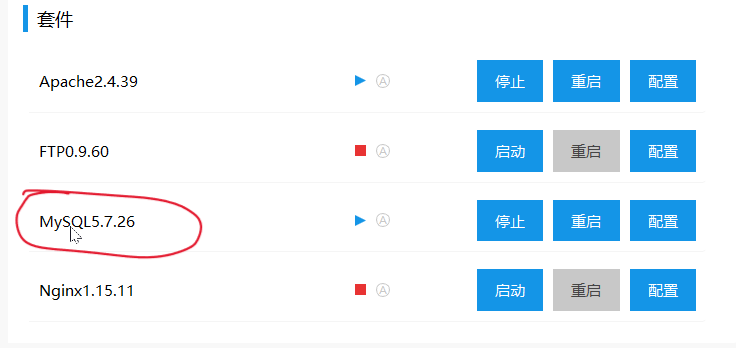 套件
Apache2.4.39 Ⓐ 停止 重启 配置
FTP0.9.60 Ⓐ 启动 重启 配置
MySQL5.7.26 Ⓐ 停止 重启 配置
Nginx1.15.11 Ⓐ 启动 重启 配置